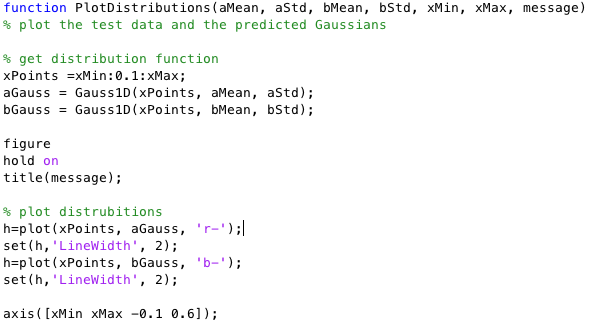 function PlotDistributions(aMean, aStd, bMean, bStd, xMin, xMax, message)
% plot the test data and the predicted Gaussians
% get distribution function
xPoints =xMin:0.1:xMax;
aGauss = Gauss1D(xPoints, aMean, aStd);
bGauss = Gauss1D(xPoints, bMean, bStd);
figure
hold on
title(message);
% plot distrubitions
h=plot(xPoints, aGauss, 'r-');
set(h,'LineWidth', 2);
h=plot(xPoints, bGauss, 'b-');
set(h,'LineWidth', 2);
axis([xMin xMax -0.1 0.6]);